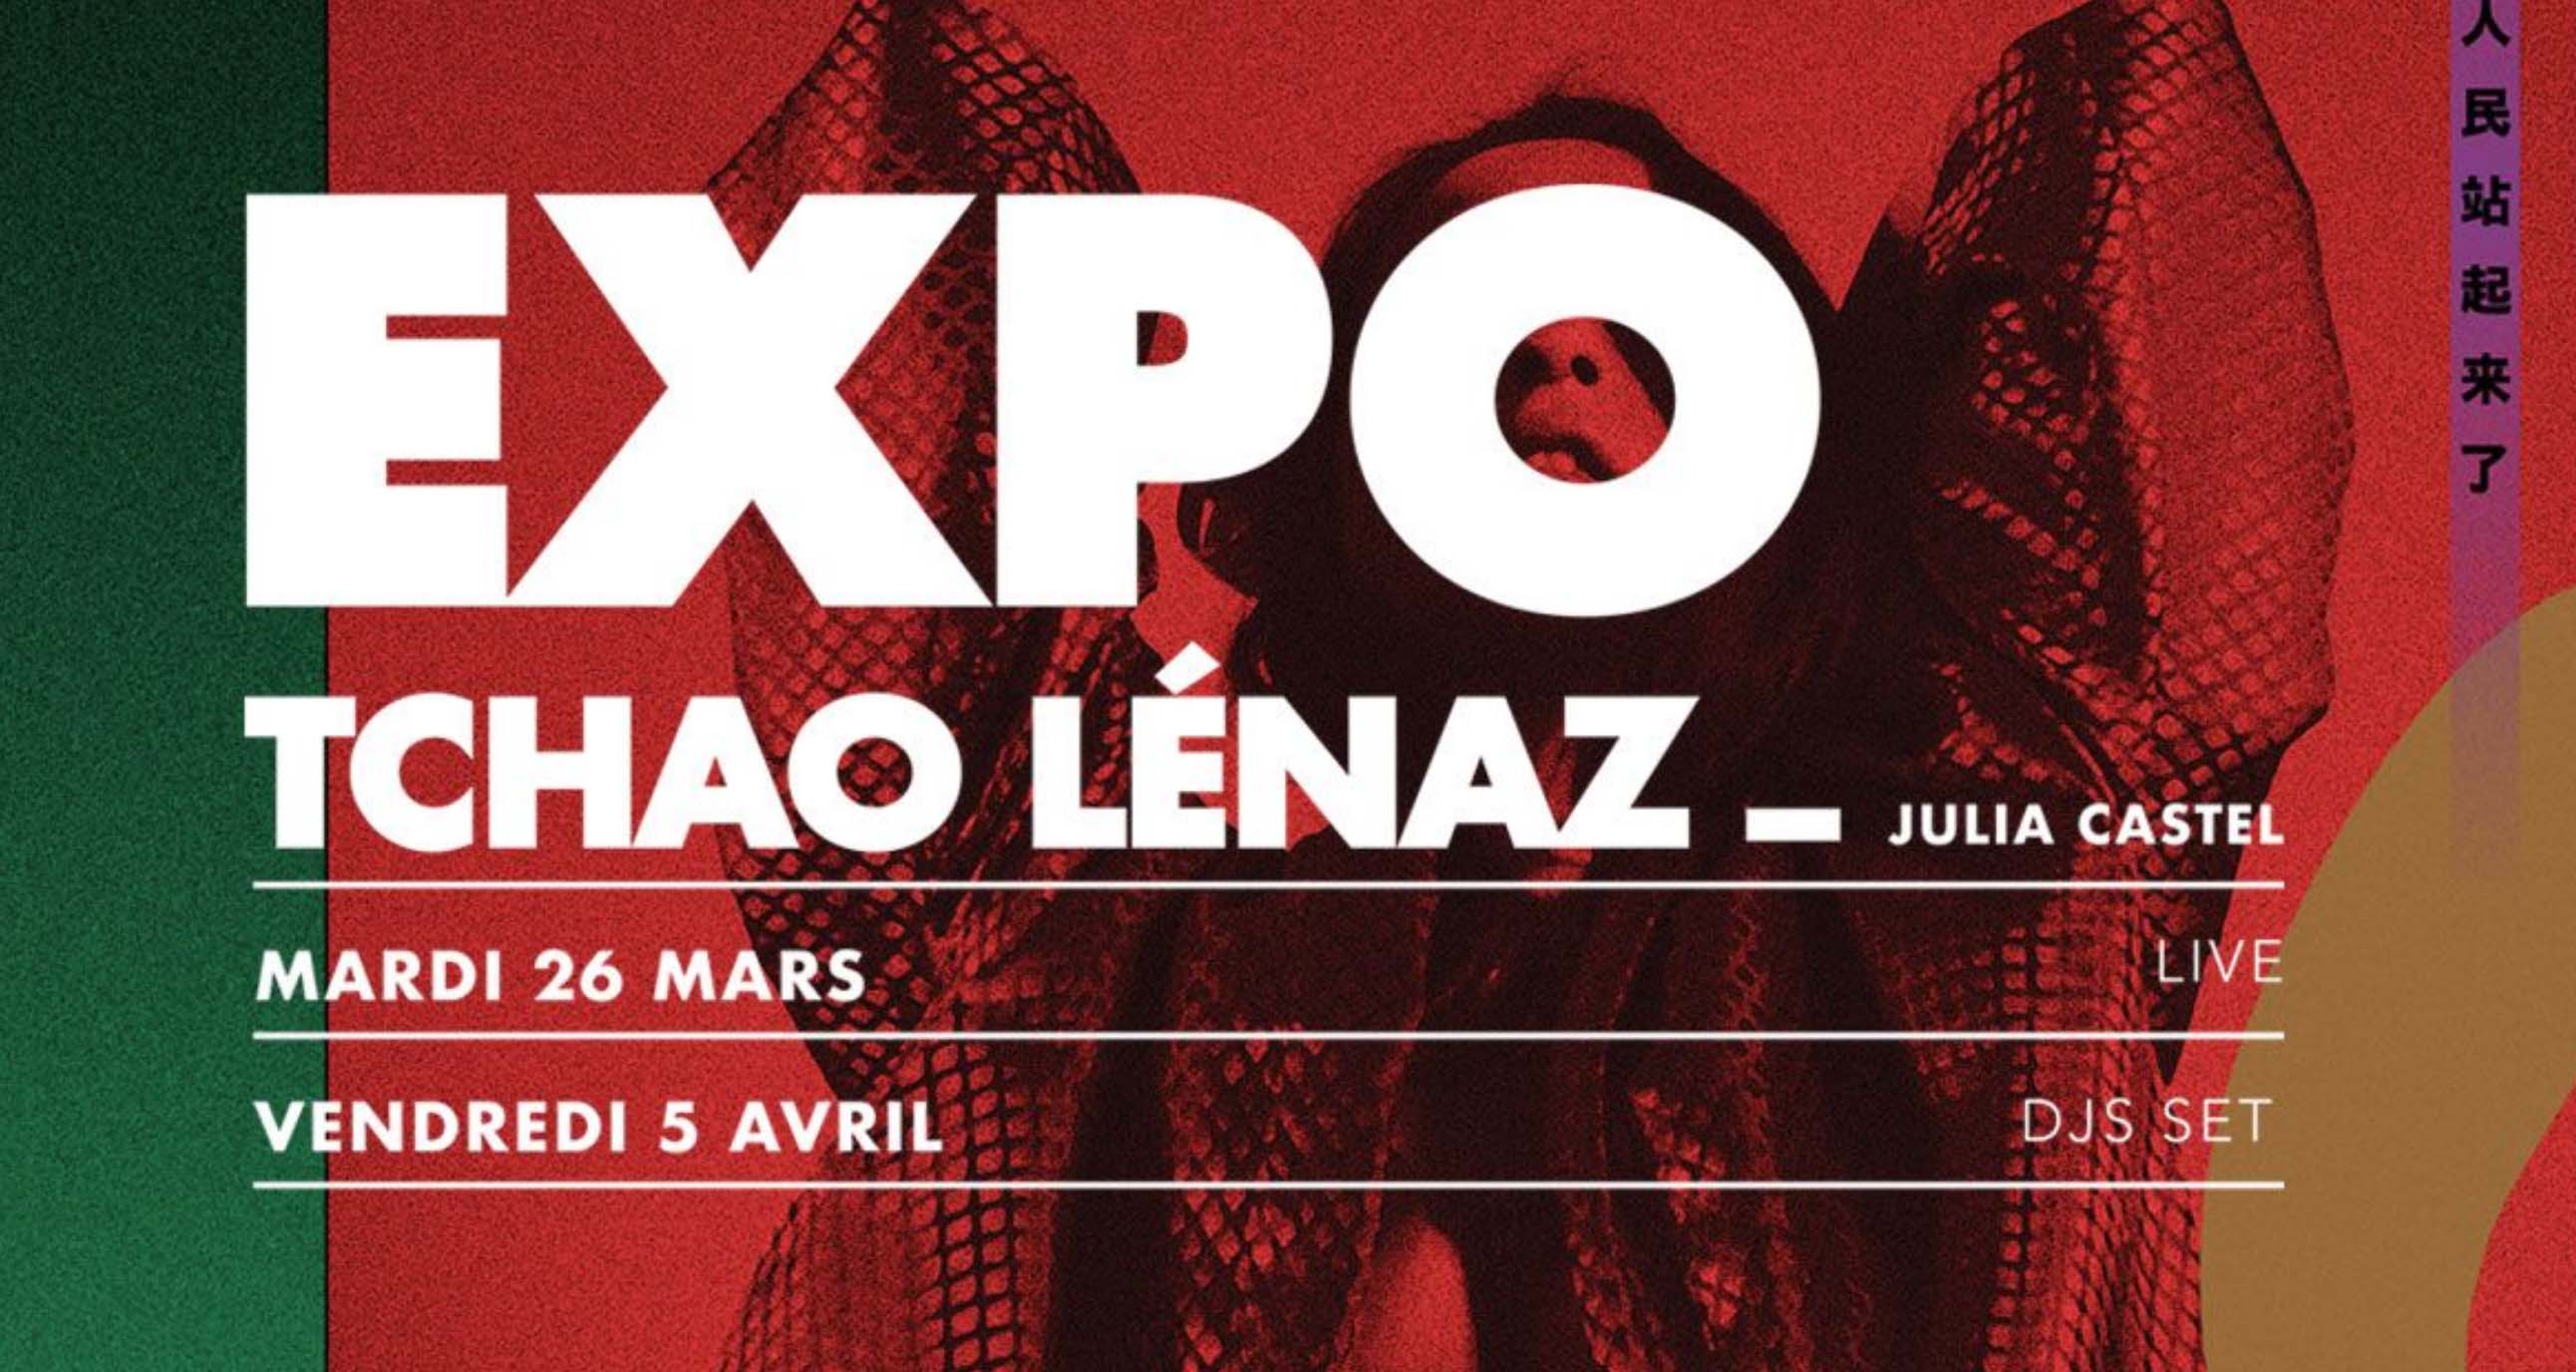 EXPO
TCHAO LÉNAZ _ JULIA CASTEL
MARDI 26 MARS LIVE
VENDREDI 5 AVRIL DJS SET
人民站起来了